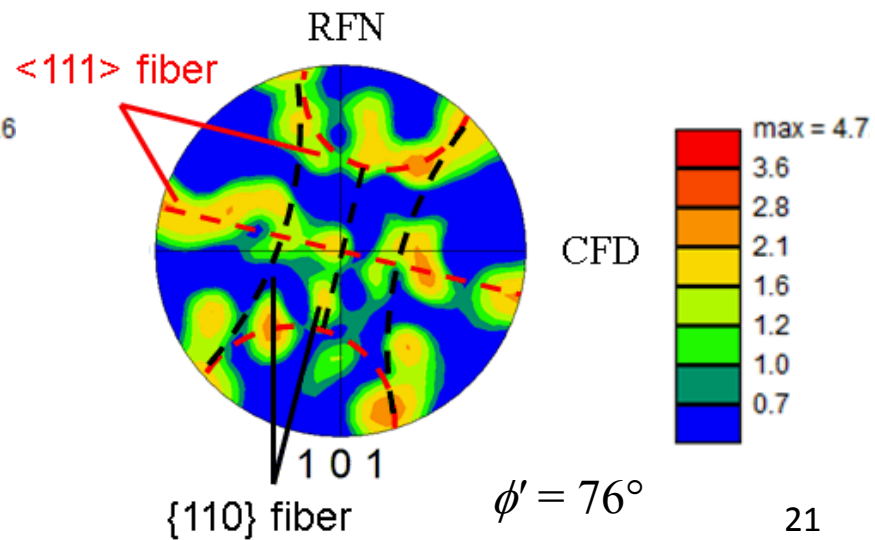 RFN
<111> fiber
6
CFD
1 0 1
{110} fiber
ϕ′ = 76°
max = 4.7
3.6
2.8
2.1
1.6
1.2
1.0
0.7
21